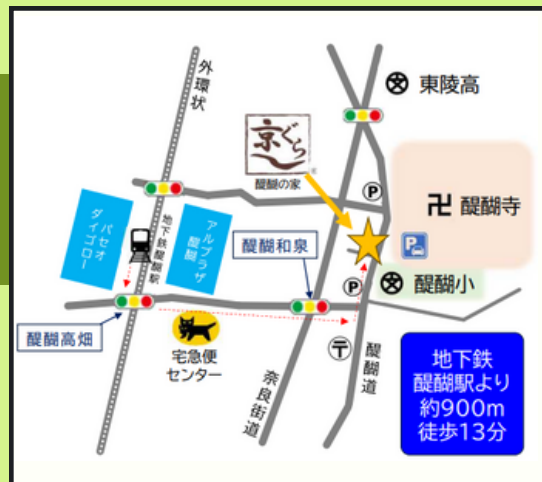 外環状
東陵高
京ぐらし
醍醐の家
P
醍醐寺
パセオ
ダイゴロー
地下鉄醍醐駅
アルプラザ
醍醐
醍醐和泉
P
P
醍醐小
醍醐高畑
宅急便
センター
奈良街道
〒
醍醐道
地下鉄
醍醐駅より
約900m
徒歩13分